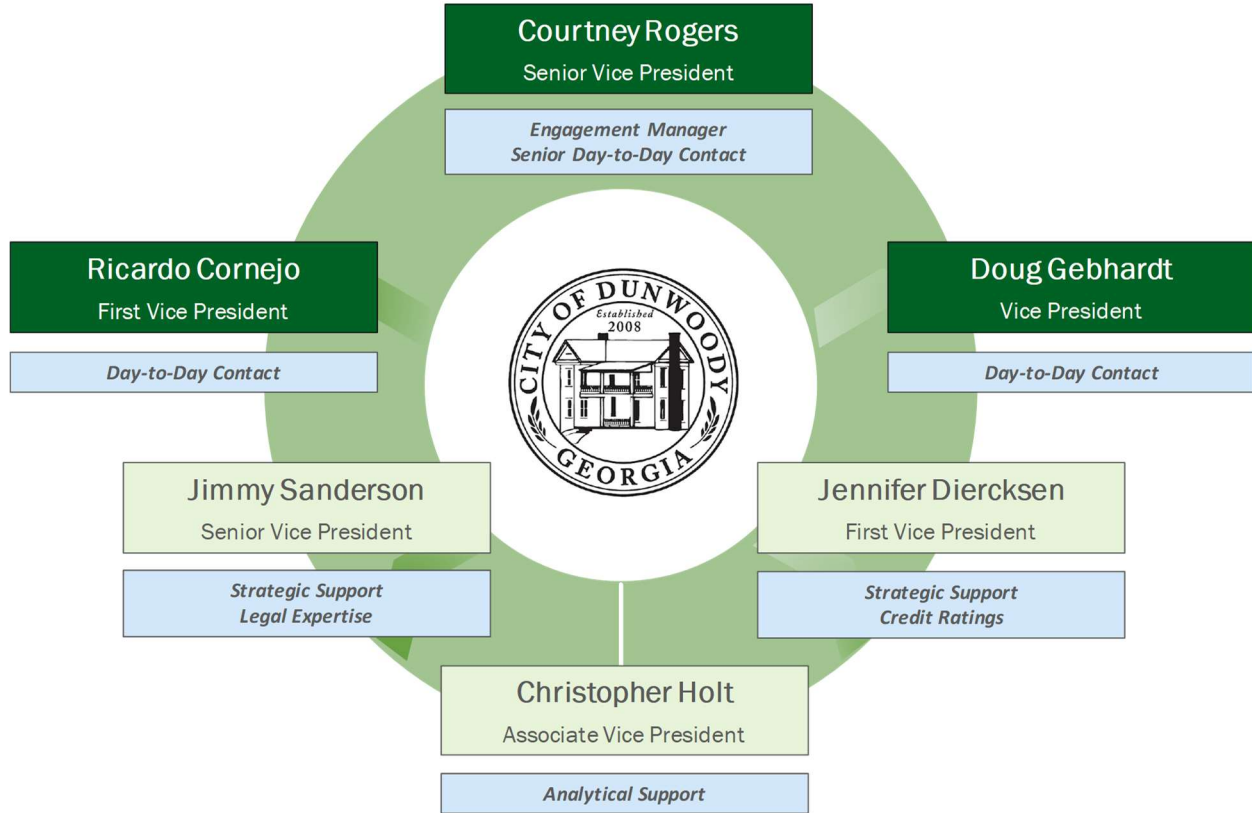 Courtney Rogers
Senior Vice President
Engagement Manager
Senior Day-to-Day Contact
Ricardo Cornejo
First Vice President
Day-to-Day Contact
CITY OF DUNWOODY
Established
2008
GEORGIA
Doug Gebhardt
Vice President
Day-to-Day Contact
Jimmy Sanderson
Senior Vice President
Strategic Support
Legal Expertise
Jennifer Diercksen
First Vice President
Strategic Support
Credit Ratings
Christopher Holt
Associate Vice President
Analytical Support